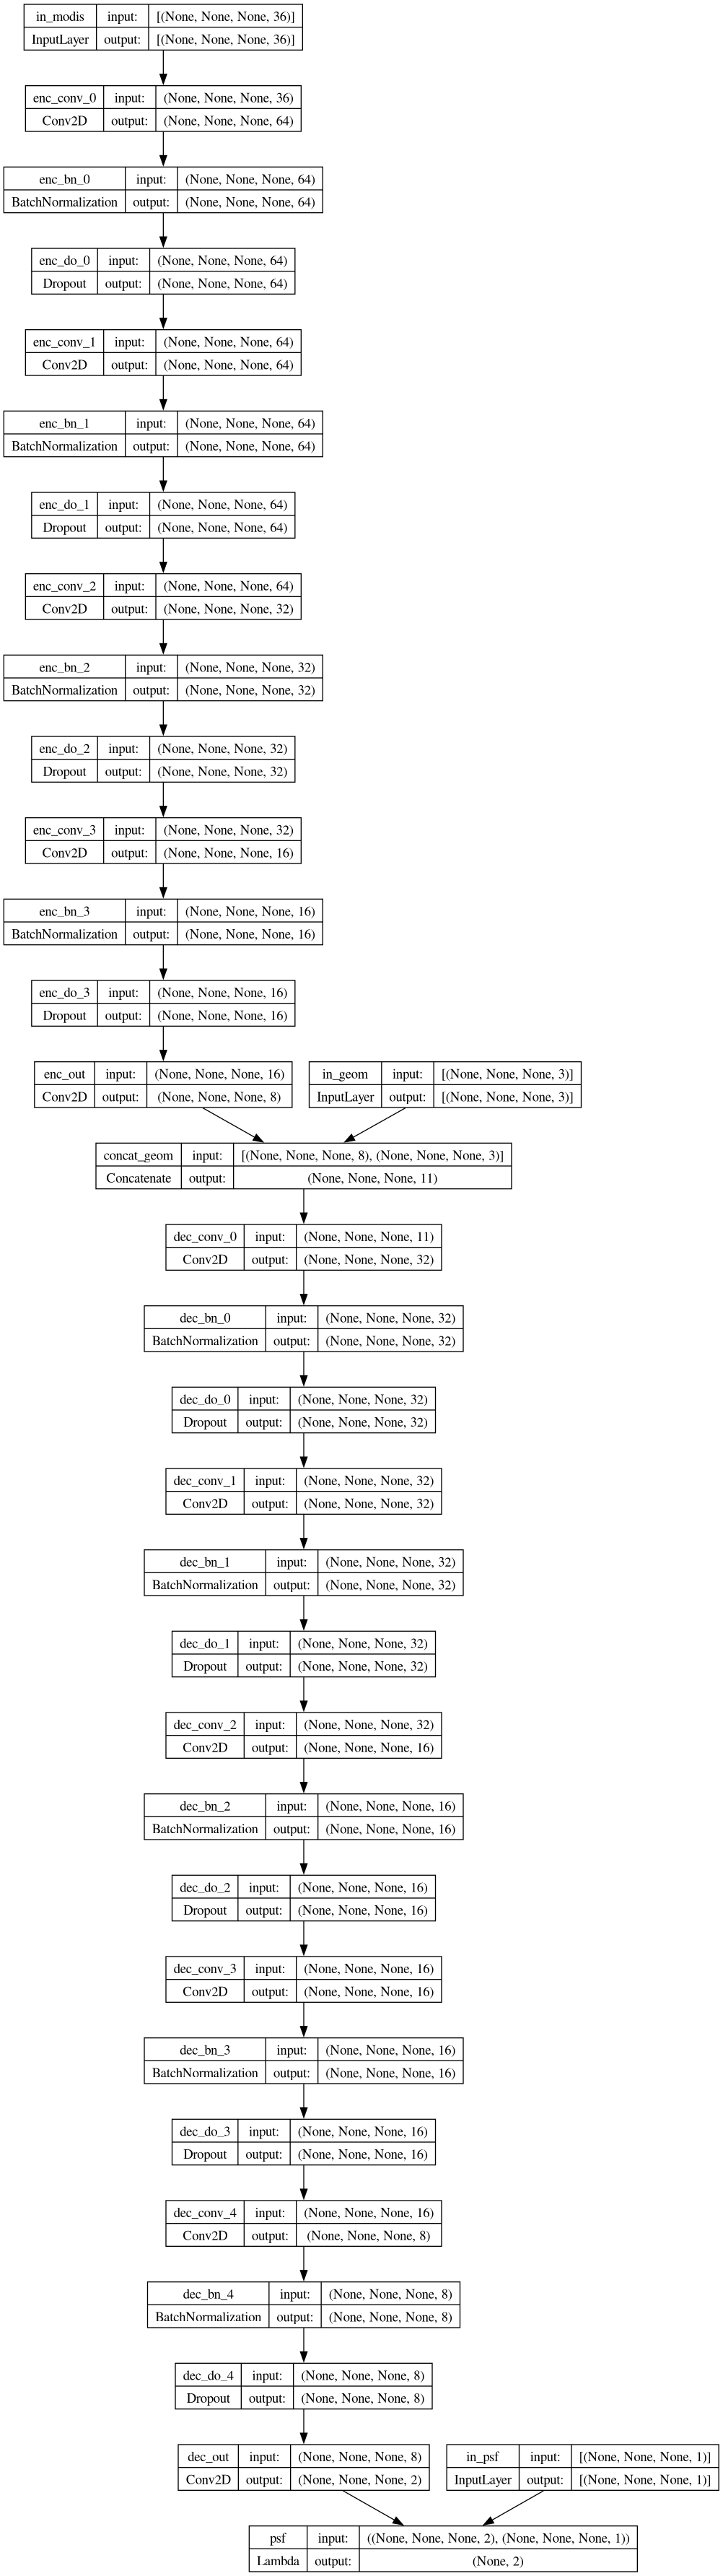 in_modis input: [(None, None, None, 36)]
InputLayer output: [(None, None, None, 36)]
enc_conv_0 input: (None, None, None, 36)
Conv2D output: (None, None, None, 64)
enc_bn_0 input: (None, None, None, 64)
BatchNormalization output: (None, None, None, 64)
enc_do_0 input: (None, None, None, 64)
Dropout output: (None, None, None, 64)
enc_conv_1 input: (None, None, None, 64)
Conv2D output: (None, None, None, 64)
enc_bn_1 input: (None, None, None, 64)
BatchNormalization output: (None, None, None, 64)
enc_do_1 input: (None, None, None, 64)
Dropout output: (None, None, None, 64)
enc_conv_2 input: (None, None, None, 64)
Conv2D output: (None, None, None, 32)
enc_bn_2 input: (None, None, None, 32)
BatchNormalization output: (None, None, None, 32)
enc_do_2 input: (None, None, None, 32)
Dropout output: (None, None, None, 32)
enc_conv_3 input: (None, None, None, 32)
Conv2D output: (None, None, None, 16)
enc_bn_3 input: (None, None, None, 16)
BatchNormalization output: (None, None, None, 16)
enc_do_3 input: (None, None, None, 16)
Dropout output: (None, None, None, 16)
enc_out input: (None, None, None, 16)
Conv2D output: (None, None, None, 8)
in_geom input: [(None, None, None, 3)]
InputLayer output: [(None, None, None, 3)]
concat_geom input: [(None, None, None, 8), (None, None, None, 3)]
Concatenate output: (None, None, None, 11)
dec_conv_0 input: (None, None, None, 11)
Conv2D output: (None, None, None, 32)
dec_bn_0 input: (None, None, None, 32)
BatchNormalization output: (None, None, None, 32)
dec_do_0 input: (None, None, None, 32)
Dropout output: (None, None, None, 32)
dec_conv_1 input: (None, None, None, 32)
Conv2D output: (None, None, None, 32)
dec_bn_1 input: (None, None, None, 32)
BatchNormalization output: (None, None, None, 32)
dec_do_1 input: (None, None, None, 32)
Dropout output: (None, None, None, 32)
dec_conv_2 input: (None, None, None, 32)
Conv2D output: (None, None, None, 16)
dec_bn_2 input: (None, None, None, 16)
BatchNormalization output: (None, None, None, 16)
dec_do_2 input: (None, None, None, 16)
Dropout output: (None, None, None, 16)
dec_conv_3 input: (None, None, None, 16)
Conv2D output: (None, None, None, 16)
dec_bn_3 input: (None, None, None, 16)
BatchNormalization output: (None, None, None, 16)
dec_do_3 input: (None, None, None, 16)
Dropout output: (None, None, None, 16)
dec_conv_4 input: (None, None, None, 16)
Conv2D output: (None, None, None, 8)
dec_bn_4 input: (None, None, None, 8)
BatchNormalization output: (None, None, None, 8)
dec_do_4 input: (None, None, None, 8)
Dropout output: (None, None, None, 8)
dec_out input: (None, None, None, 8)
Conv2D output: (None, None, None, 2)
in_psf input: [(None, None, None, 1)]
InputLayer output: [(None, None, None, 1)]
psf input: ((None, None, None, 2), (None, None, None, 1))
Lambda output: (None, 2)